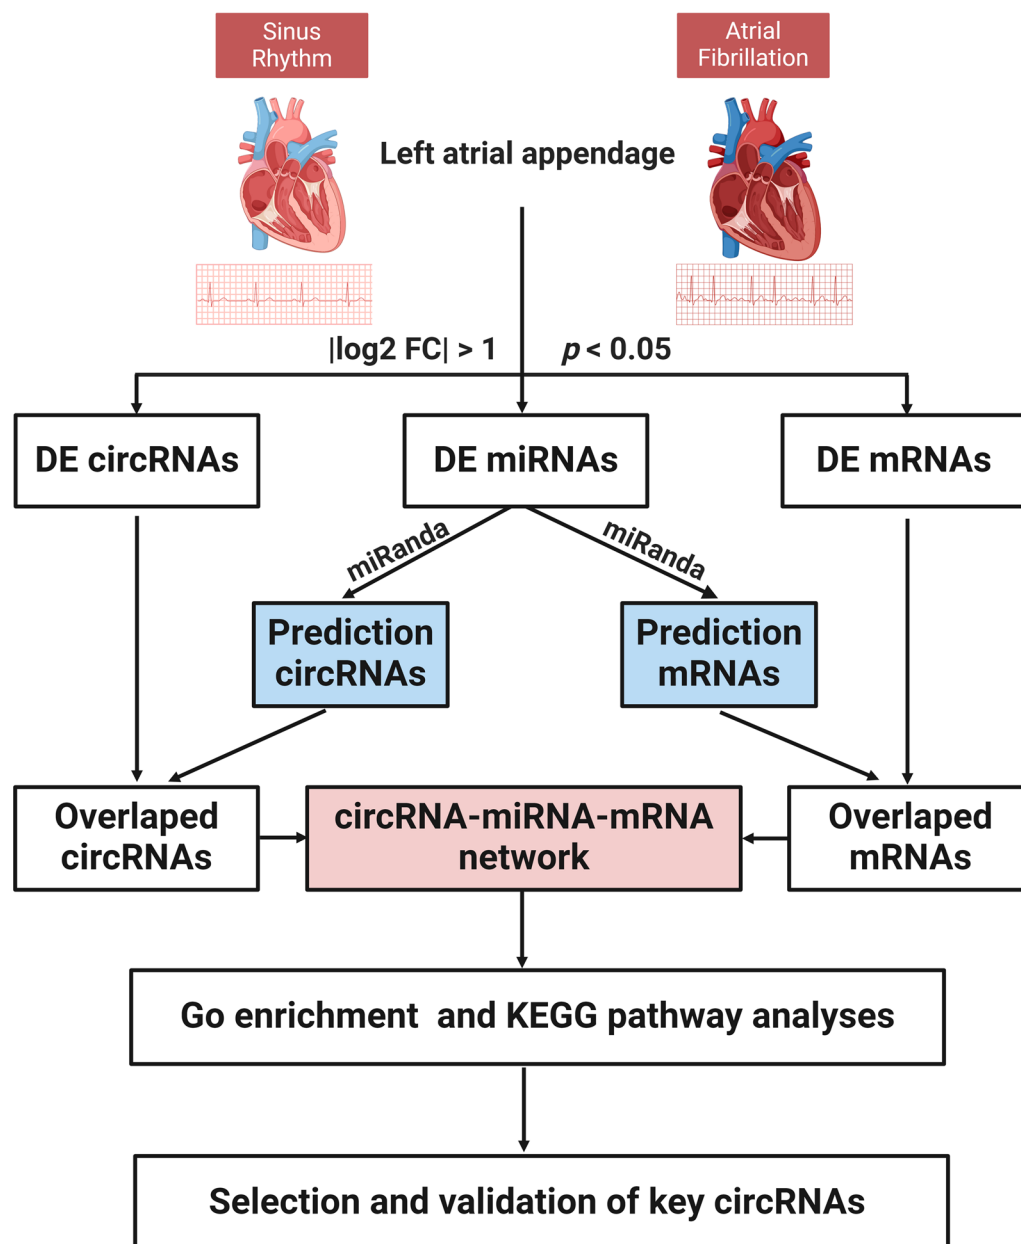 Sinus
Rhythm
Atrial
Fibrillation
Left atrial appendage
|log2 FC| > 1
p < 0.05
DE circRNAs
DE miRNAs
DE mRNAs
miRanda
miRanda
Prediction
circRNAs
Prediction
mRNAs
Overlaped
circRNAs
circRNA-miRNA-mRNA
network
Overlaped
mRNAs
Go enrichment  and KEGG pathway analyses
Selection and validation of key circRNAs